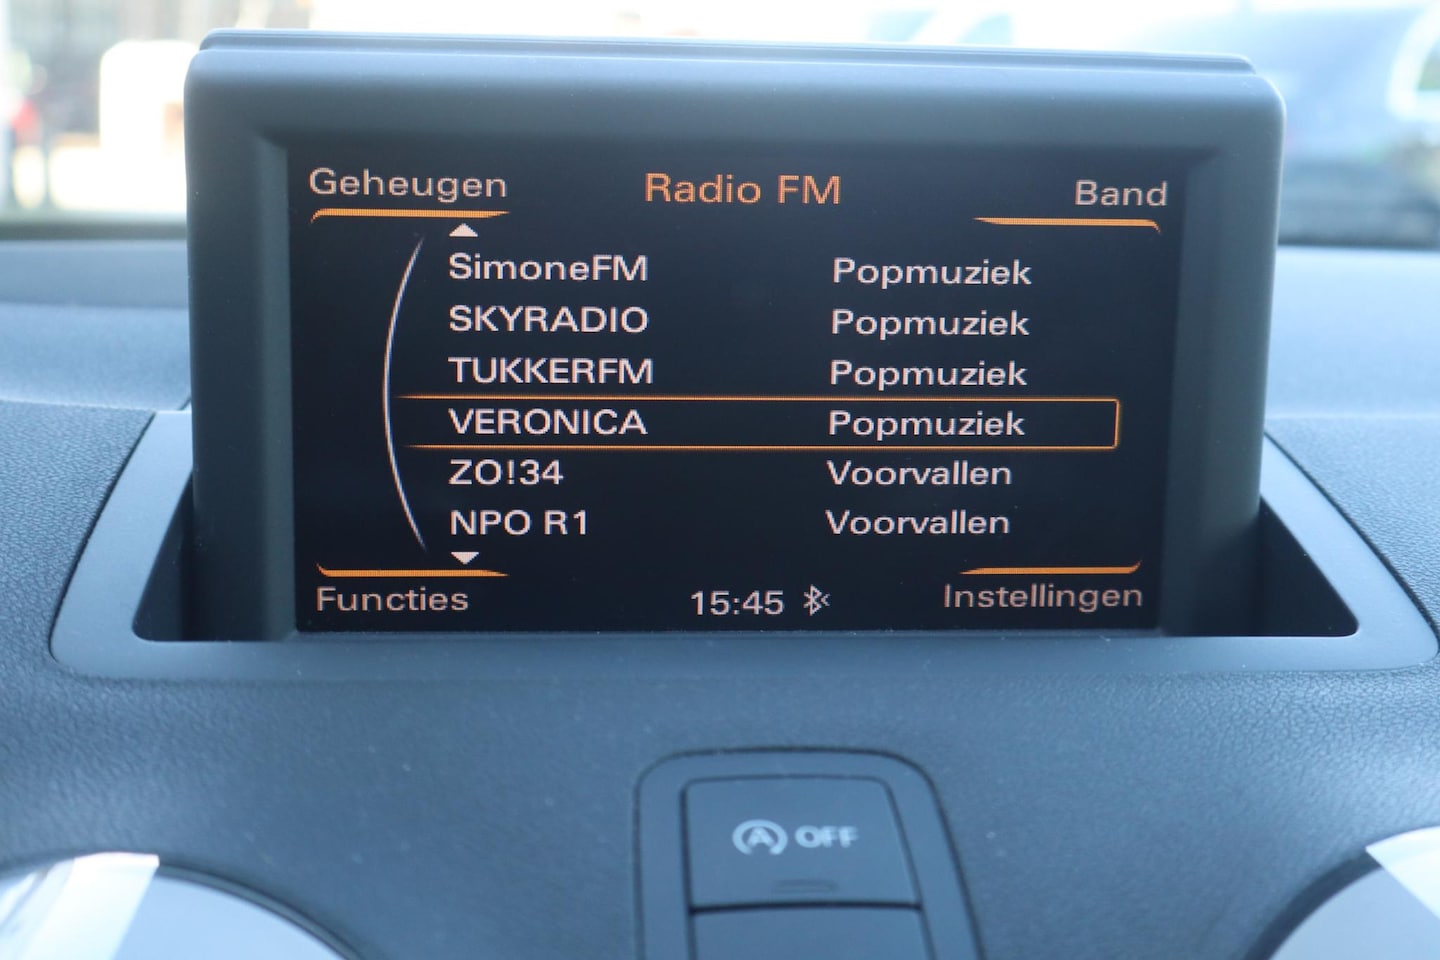 Geheugen Radio FM Band
SimoneFM Popmuziek
SKYRADIO Popmuziek
TUKKERFM Popmuziek
VERONICA Popmuziek
ZO!34 Voorvallen
NPO R1 Voorvallen
Functies 15:45 Instellingen
A OFF